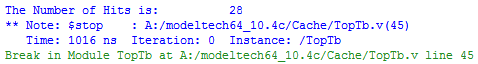 The Number of Hits is:          28
** Note: $stop    : A:/modeltech64_10.4c/Cache/TopTb.v(45)
   Time: 1016 ns  Iteration: 0  Instance: /TopTb
Break in Module TopTb at A:/modeltech64_10.4c/Cache/TopTb.v line 45